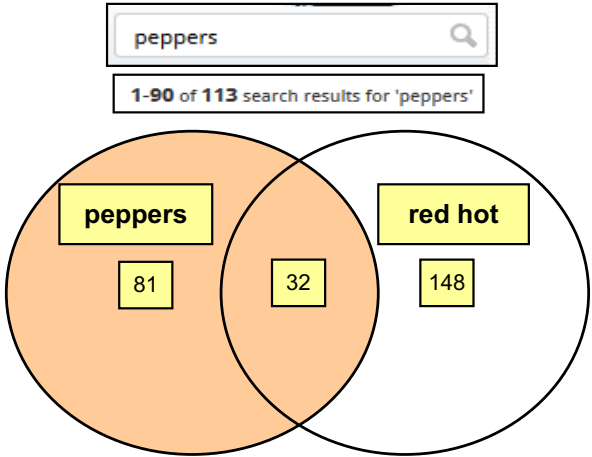 peppers
1-90 of 113 search results for 'peppers'
peppers
red hot
81
32
148